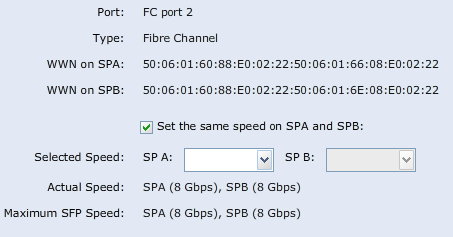 Port: FC port 2
Type: Fibre Channel
WWN on SPA: 50:06:01:60:88:E0:02:22:50:06:01:66:08:E0:02:22
WWN on SPB: 50:06:01:60:88:E0:02:22:50:06:01:6E:08:E0:02:22
Set the same speed on SPA and SPB:
Selected Speed: SP A: SP B:
Actual Speed: SPA (8 Gbps), SPB (8 Gbps)
Maximum SFP Speed: SPA (8 Gbps), SPB (8 Gbps)